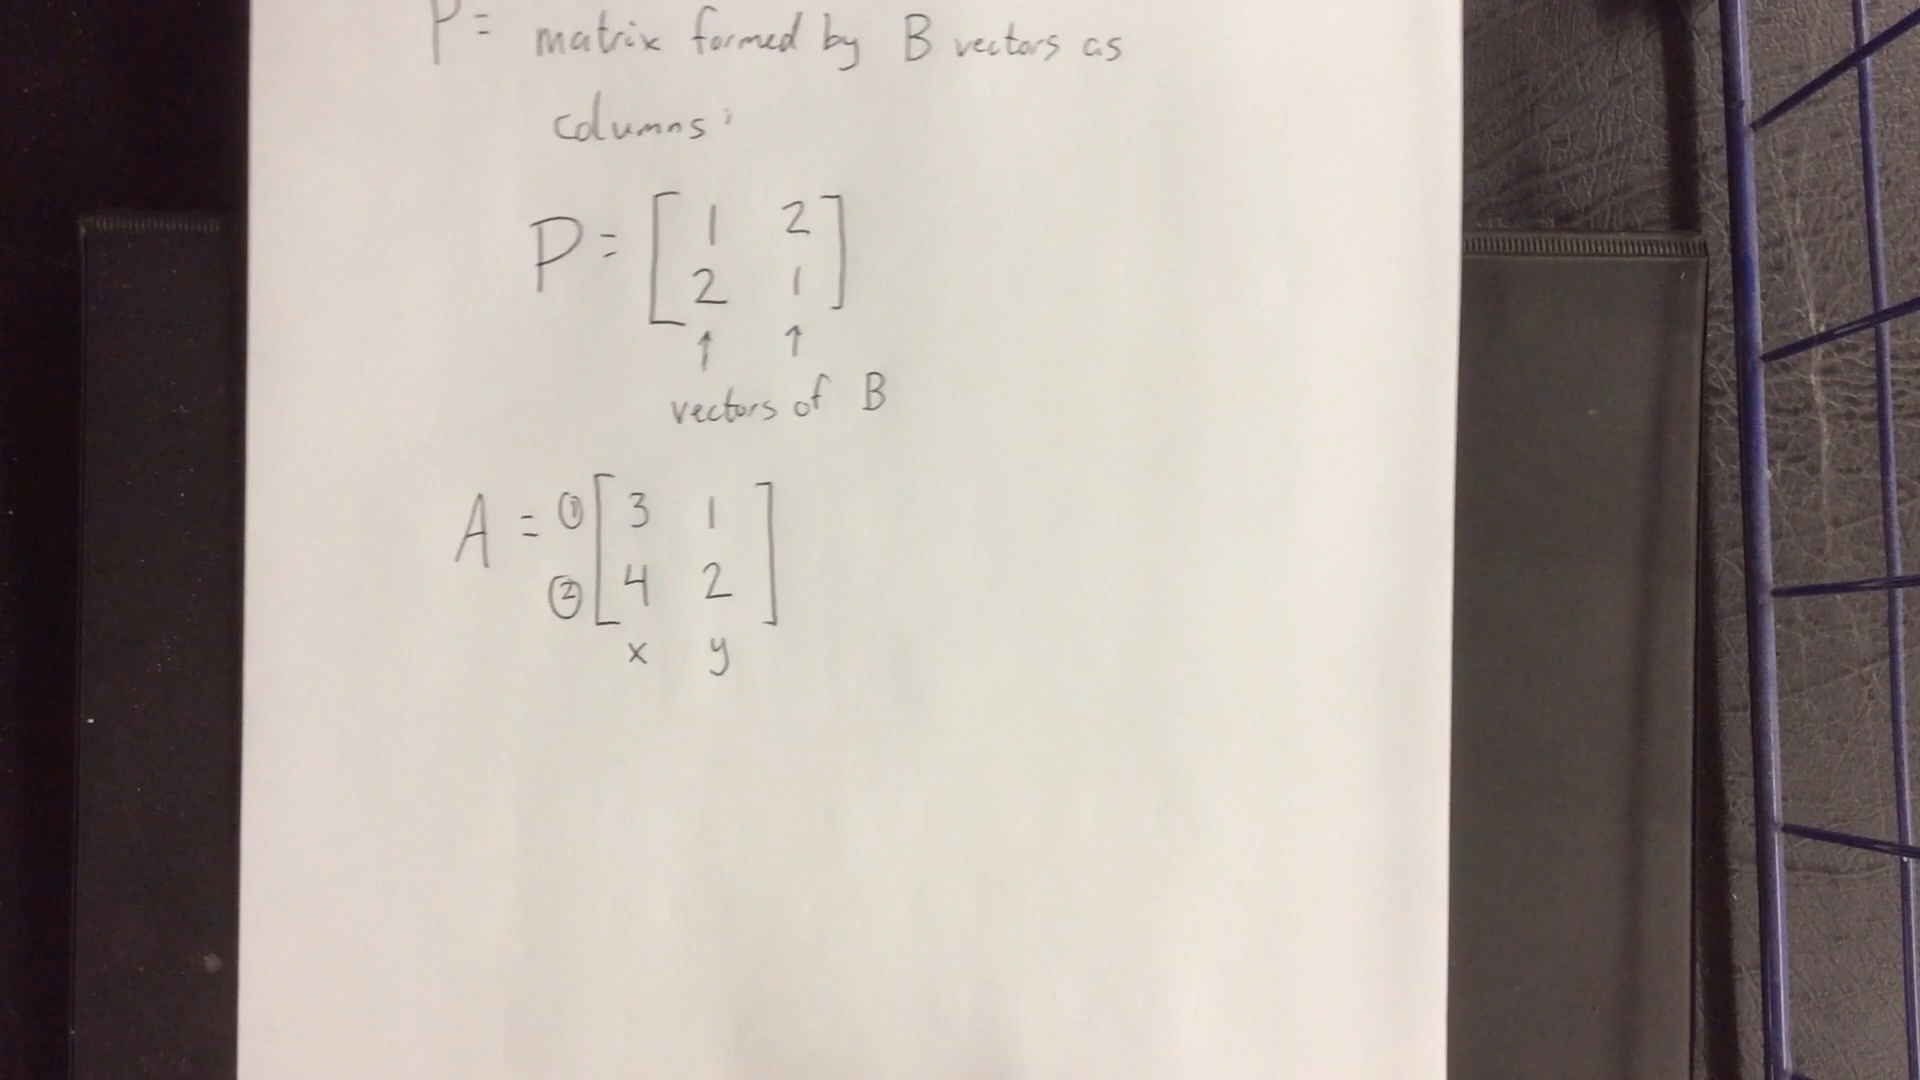 P = matrix formed by B vectors as
columns:
P = [ 1 2
2 1 ]
↑ ↑
vectors of B
A = ① [ 3 1
② 4 2 ]
x y